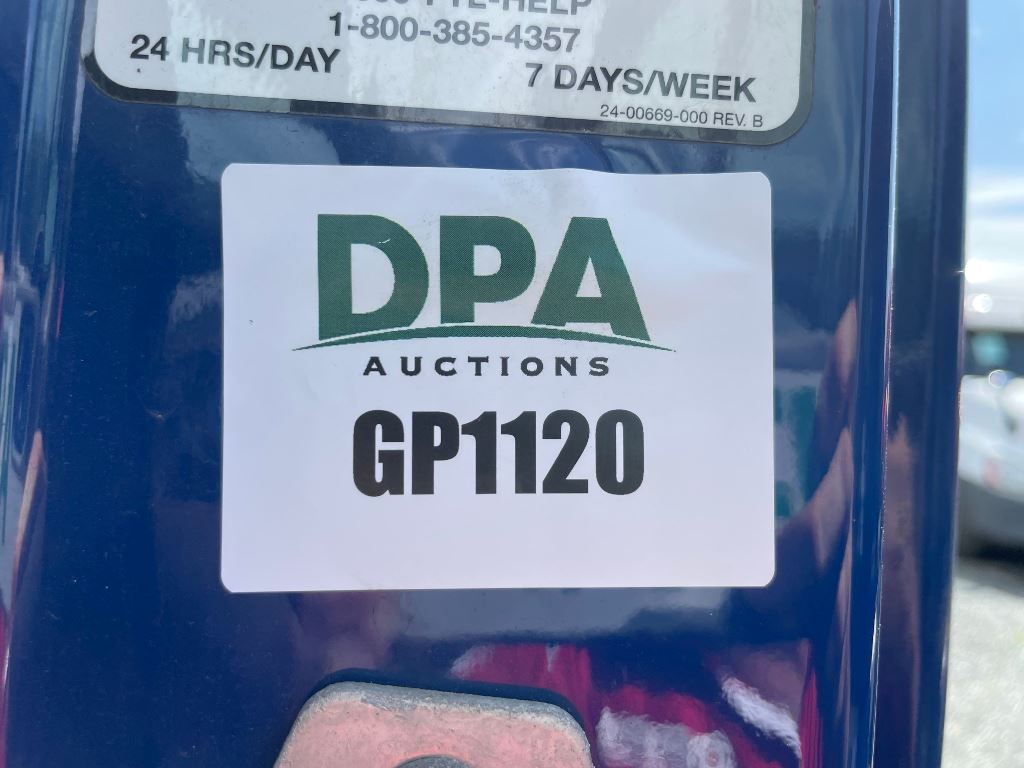 1-800-385-4357
24 HRS/DAY 7 DAYS/WEEK
24-00669-000 REV. B
DPA
AUCTIONS
GP1120